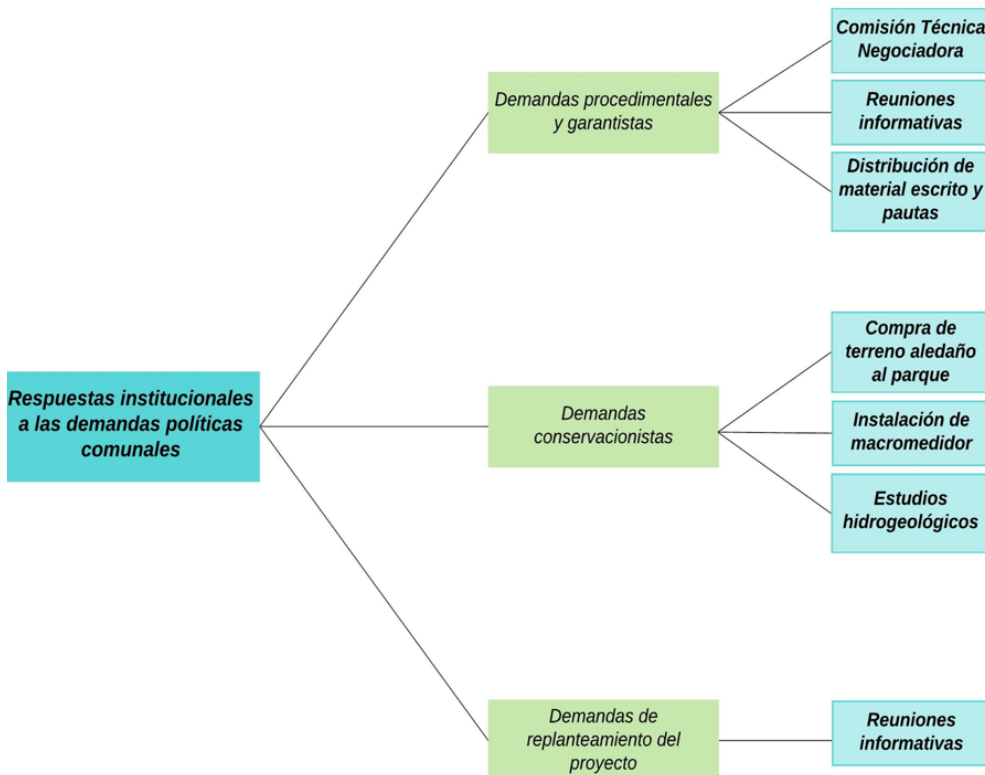 Respuestas institucionales
a las demandas políticas
comunales
Demandas procedimentales
y garantistas
Comisión Técnica
Negociadora
Reuniones
informativas
Distribución de
material escrito y
pautas
Demandas
conservacionistas
Compra de
terreno aledaño
al parque
Instalación de
macromedidor
Estudios
hidrogeológicos
Demandas de
replanteamiento del
proyecto
Reuniones
informativas